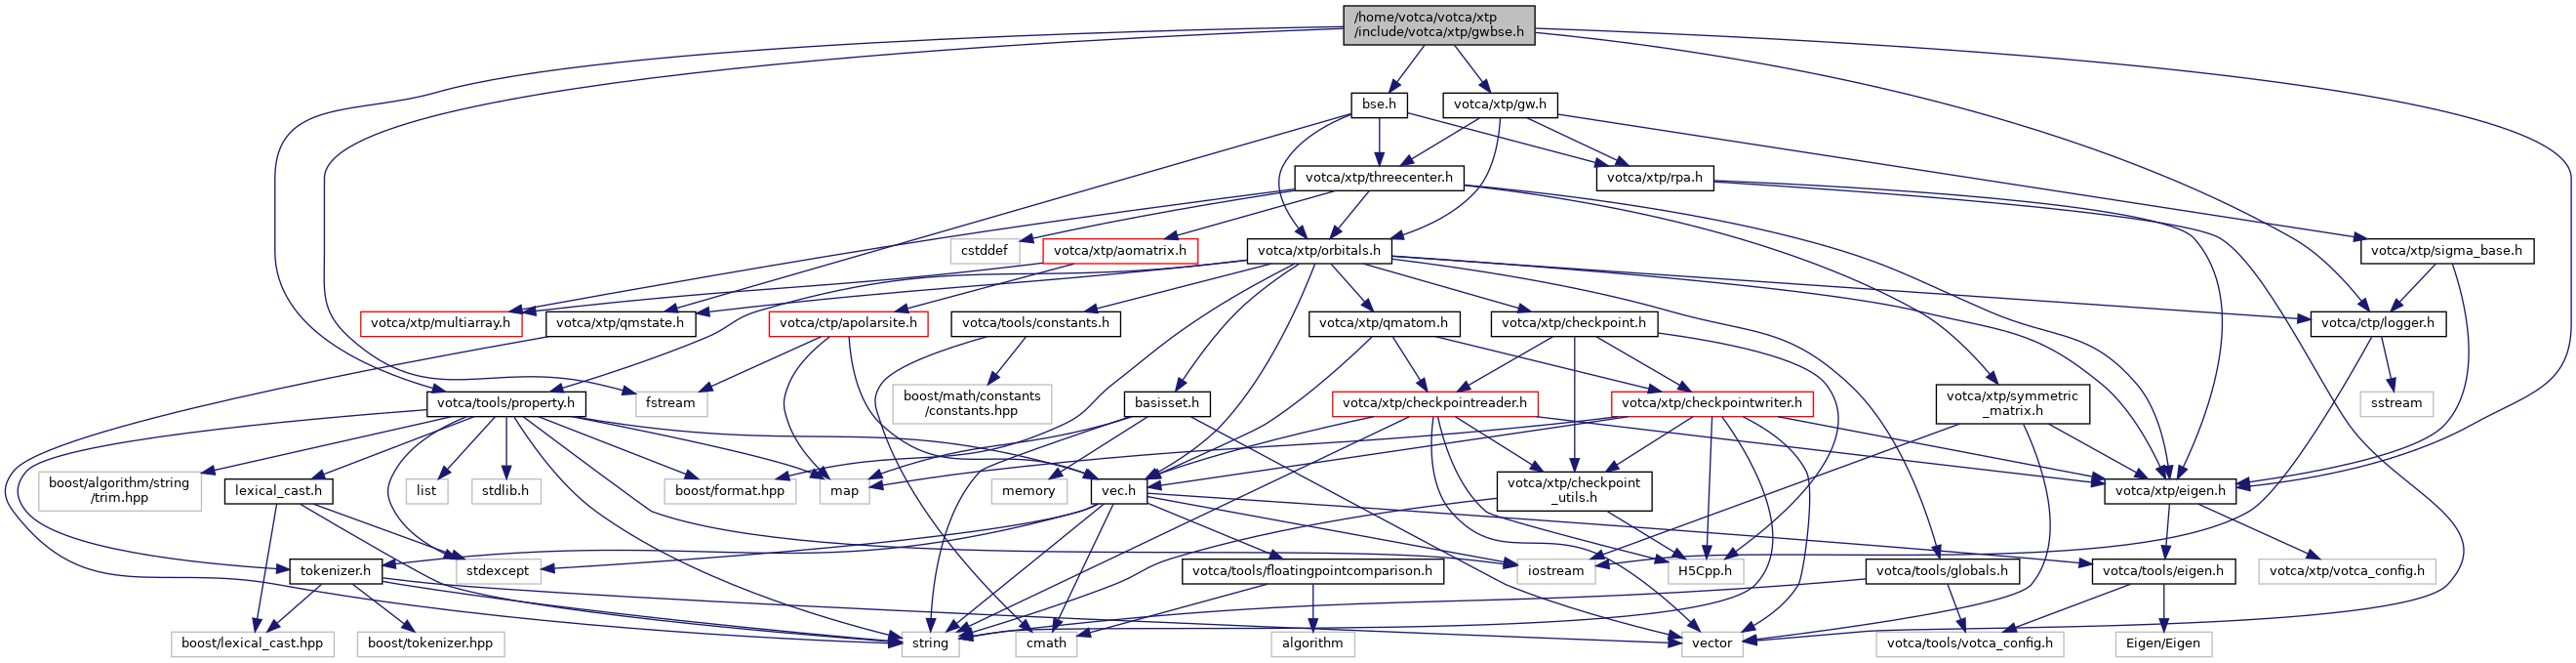 /home/votca/votca/xtp
/include/votca/xtp/gwbse.h
bse.h
votca/xtp/gw.h
votca/xtp/threecenter.h
votca/xtp/rpa.h
cstddef
votca/xtp/aomatrix.h
votca/xtp/orbitals.h
votca/xtp/sigma_base.h
votca/xtp/multiarray.h
votca/xtp/qmstate.h
votca/ctp/apolarsite.h
votca/tools/constants.h
votca/xtp/qmatom.h
votca/xtp/checkpoint.h
votca/ctp/logger.h
votca/tools/property.h
fstream
boost/math/constants
/constants.hpp
basisset.h
votca/xtp/checkpointreader.h
votca/xtp/checkpointwriter.h
votca/xtp/symmetric
_matrix.h
sstream
boost/algorithm/string
/trim.hpp
lexical_cast.h
list
stdlib.h
boost/format.hpp
map
memory
vec.h
votca/xtp/checkpoint
_utils.h
votca/xtp/eigen.h
tokenizer.h
stdexcept
votca/tools/floatingpointcomparison.h
iostream
H5Cpp.h
votca/tools/globals.h
votca/tools/eigen.h
votca/xtp/votca_config.h
boost/lexical_cast.hpp
boost/tokenizer.hpp
string
cmath
algorithm
vector
votca/tools/votca_config.h
Eigen/Eigen